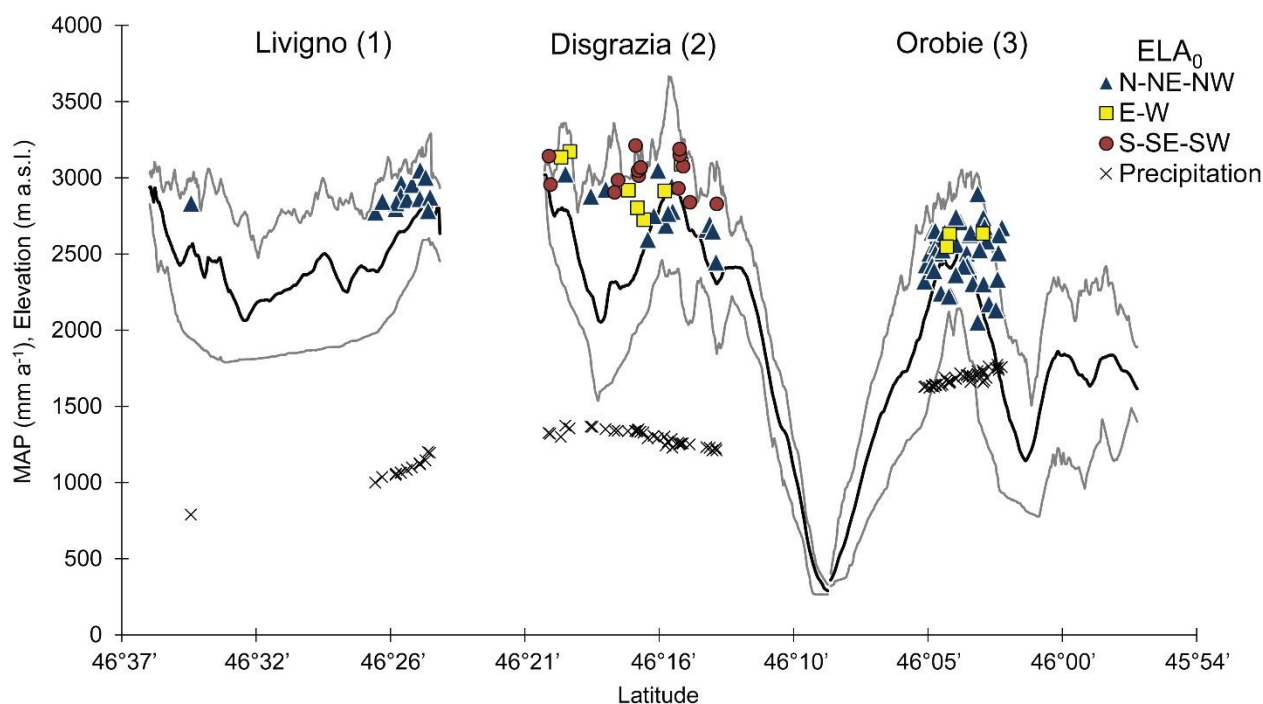 Livigno (1)
Disgrazia (2)
Orobie (3)
ELA₀
N-NE-NW
E-W
S-SE-SW
Precipitation
MAP (mm a⁻¹), Elevation (m a.s.l.)
4000
3500
3000
2500
2000
1500
1000
500
0
46°37’ 46°32’ 46°26’ 46°21’ 46°16’ 46°10’ 46°05’ 46°00’ 45°54’
Latitude